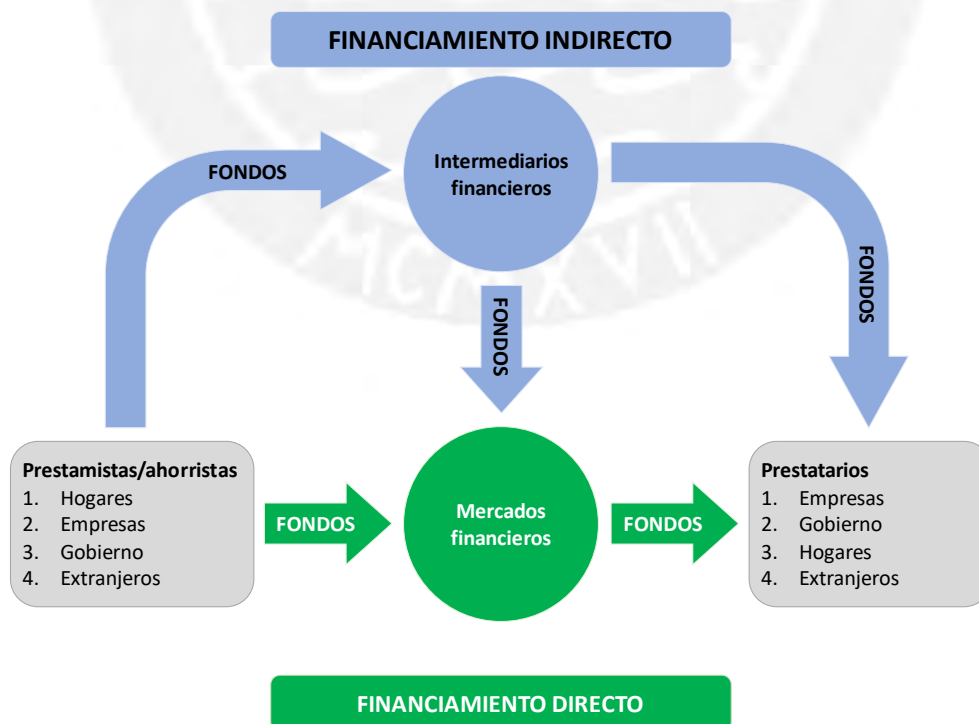 FINANCIAMIENTO INDIRECTO
Intermediarios
financieros
FONDOS
FONDOS
FONDOS
MCMXVII
Prestamistas/ahorristas
1. Hogares
2. Empresas
3. Gobierno
4. Extranjeros
FONDOS
Mercados
financieros
FONDOS
Prestatarios
1. Empresas
2. Gobierno
3. Hogares
4. Extranjeros
FINANCIAMIENTO DIRECTO